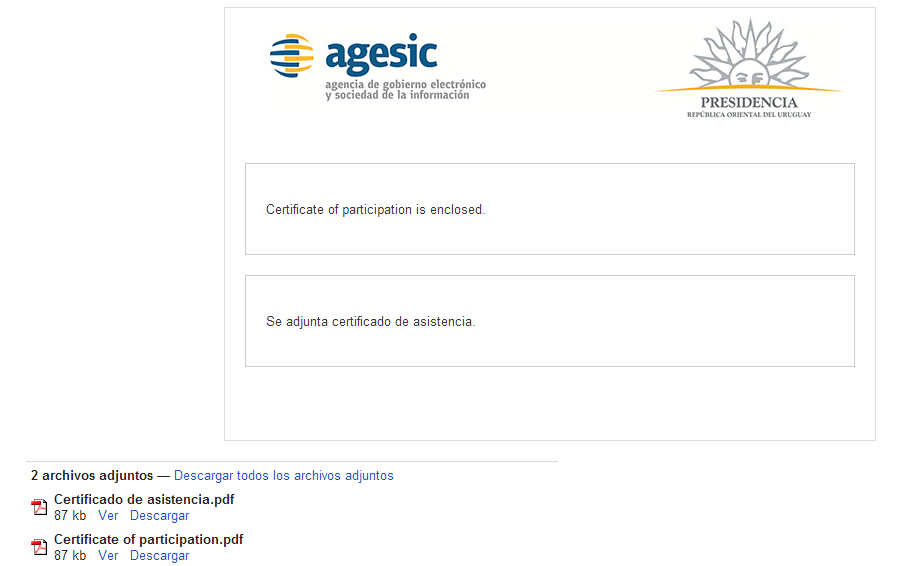 agesic
agencia de gobierno electrónico
y sociedad de la información
PRESIDENCIA
REPÚBLICA ORIENTAL DEL URUGUAY
Certificate of participation is enclosed.
Se adjunta certificado de asistencia.
2 archivos adjuntos — Descargar todos los archivos adjuntos
Certificado de asistencia.pdf
87 kb Ver Descargar
Certificate of participation.pdf
87 kb Ver Descargar